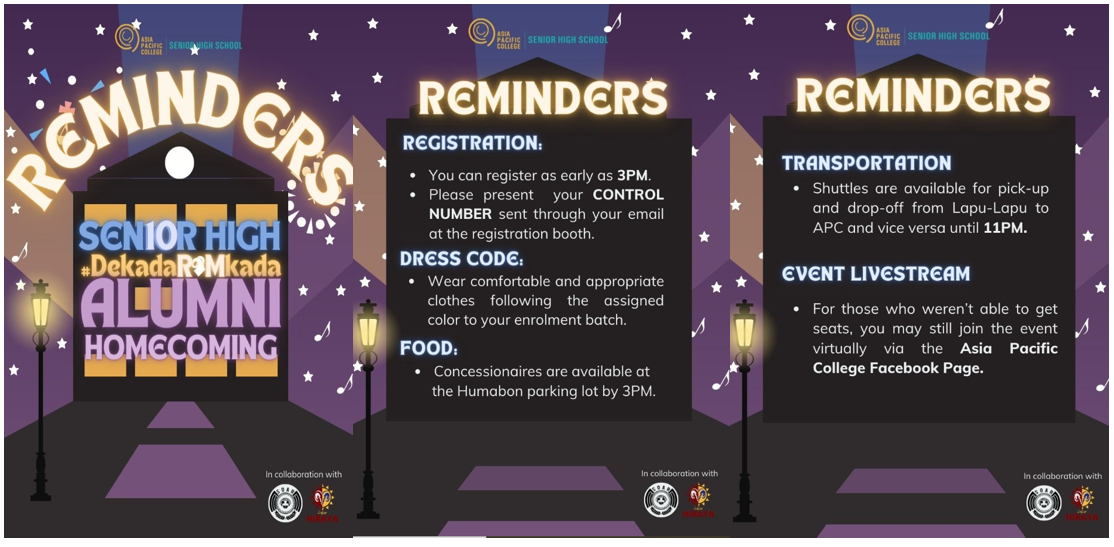 ASIA
PACIFIC
COLLEGE
SENIOR HIGH SCHOOL
REMINDERS
SEN10R HIGH
#DekadaROMkada
ALUMNI
HOMECOMING
In collaboration with
ASIA
PACIFIC
COLLEGE
SENIOR HIGH SCHOOL
REMINDERS
REGISTRATION:
• You can register as early as 3PM.
• Please present your CONTROL
NUMBER sent through your email
at the registration booth.
DRESS CODE:
• Wear comfortable and appropriate
clothes following the assigned
color to your enrolment batch.
FOOD:
• Concessionaires are available at
the Humabon parking lot by 3PM.
In collaboration with
ASIA
PACIFIC
COLLEGE
SENIOR HIGH SCHOOL
REMINDERS
TRANSPORTATION
• Shuttles are available for pick-up
and drop-off from Lapu-Lapu to
APC and vice versa until 11PM.
EVENT LIVESTREAM
• For those who weren't able to get
seats, you may still join the event
virtually via the Asia Pacific
College Facebook Page.
In collaboration with